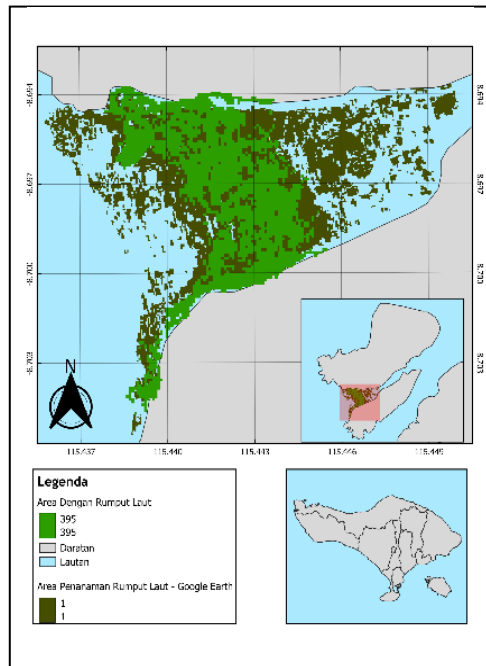 -8.694
-8.694
-8.697
-8.697
-8.700
-8.700
-8.703
-8.703
N
115.437
115.440
115.443
115.446
115.449
Legenda
Area Dengan Rumput Laut
395
395
Daratan
Lautan
Area Penanaman Rumput Laut - Google Earth
1
1